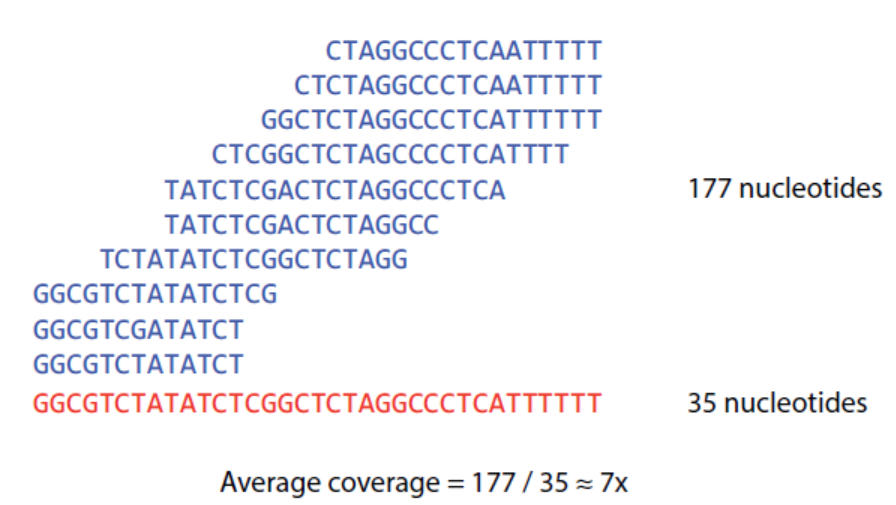 CTAGGCCCTCAATTTTT
CTCTAGGCCCTCAATTTTT
GGCTCTAGGCCCTCATTTTTT
CTCGGCTCTAGCCCCTCATTTT
TATCTCGACTCTAGGCCCTCA 177 nucleotides
TATCTCGACTCTAGGCC
TCTATATCTCGGCTCTAGG
GGCGTCTATATCTCG
GGCGTCGATATCT
GGCGTCTATATCT
GGCGTCTATATCTCGGCTCTAGGCCCTCATTTTTT 35 nucleotides
Average coverage = 177 / 35 ≈ 7x